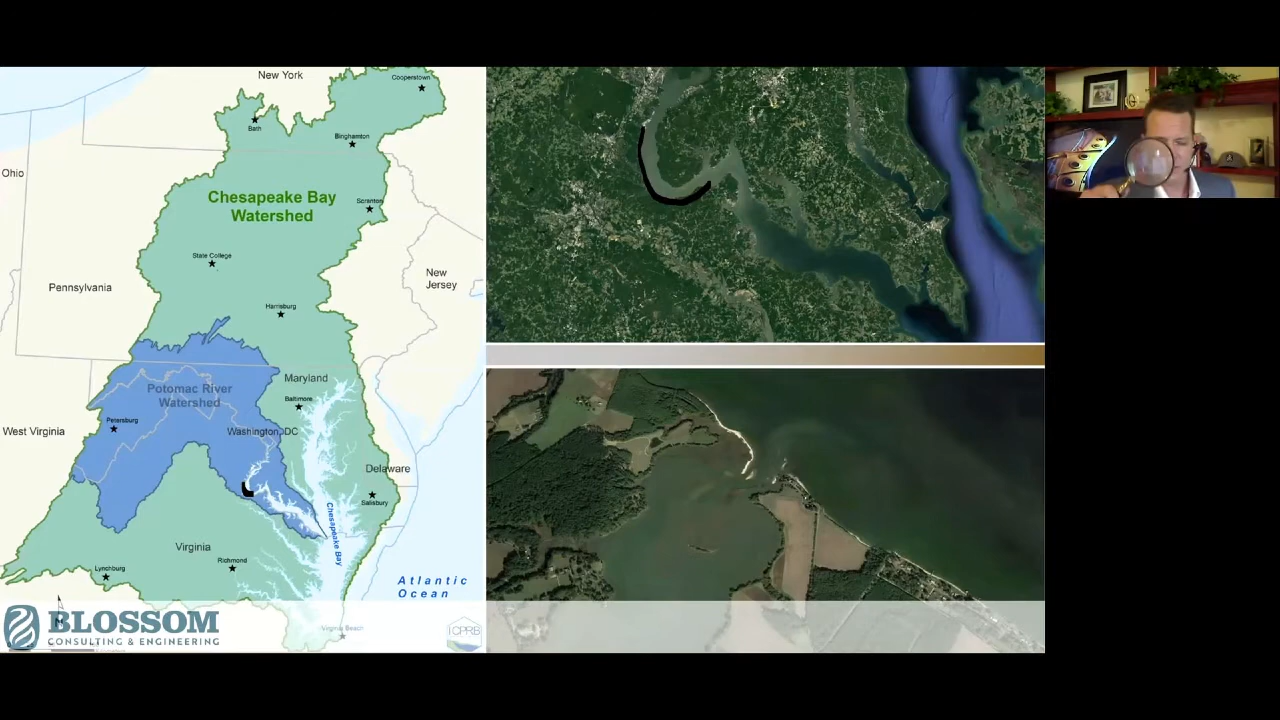 New York
Cooperstown
Bath
Binghamton
Ohio
Chesapeake Bay
Watershed
Scranton
State College
New
Jersey
Pennsylvania
Harrisburg
Maryland
Potomac River
Watershed
Baltimore
Petersburg
West Virginia
Washington, DC
Delaware
Salisbury
Chesapeake Bay
Virginia
Richmond
Lynchburg
Atlantic
Ocean
N
BLOSSOM
CONSULTING & ENGINEERING
Virginia Beach
ICPRB